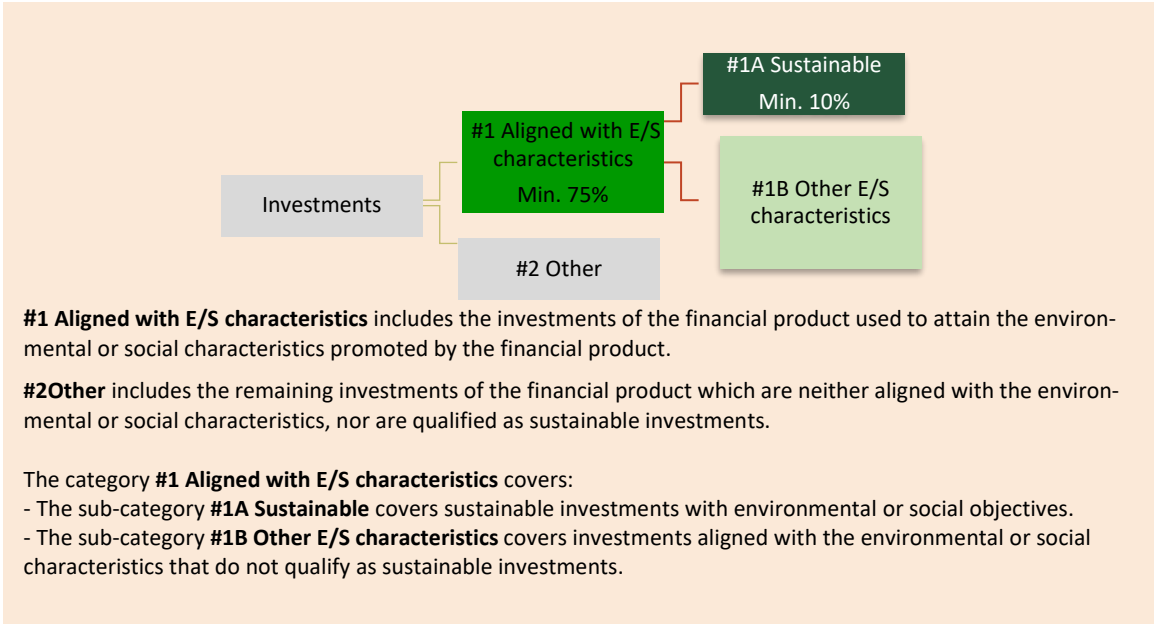 #1A Sustainable
Min. 10%
#1 Aligned with E/S
characteristics
Min. 75%
#1B Other E/S
characteristics
Investments
#2 Other
#1 Aligned with E/S characteristics includes the investments of the financial product used to attain the environ-
mental or social characteristics promoted by the financial product.
#2Other includes the remaining investments of the financial product which are neither aligned with the environ-
mental or social characteristics, nor are qualified as sustainable investments.
The category #1 Aligned with E/S characteristics covers:
- The sub-category #1A Sustainable covers sustainable investments with environmental or social objectives.
- The sub-category #1B Other E/S characteristics covers investments aligned with the environmental or social
characteristics that do not qualify as sustainable investments.